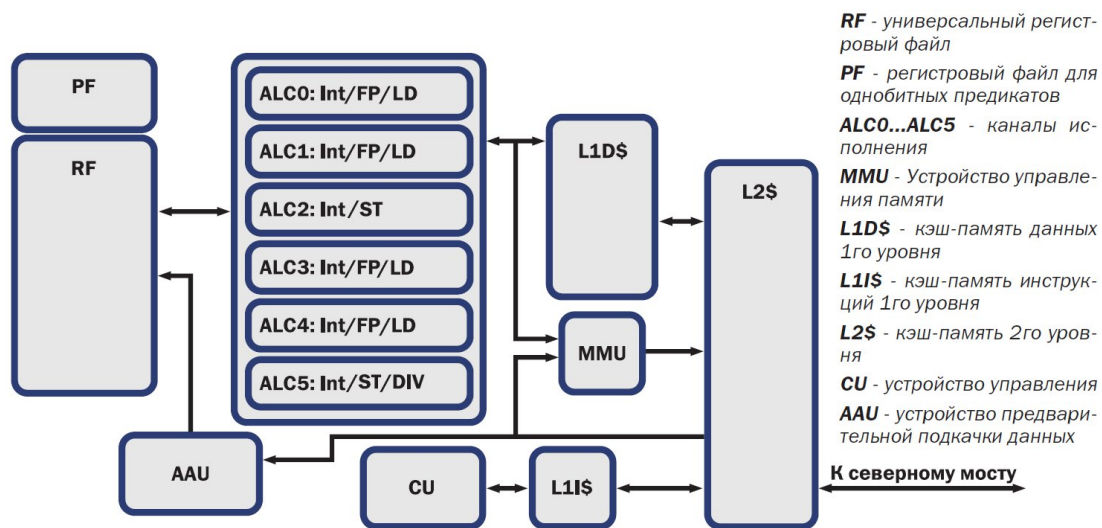 PF
RF
ALC0: Int/FP/LD
ALC1: Int/FP/LD
ALC2: Int/ST
ALC3: Int/FP/LD
ALC4: Int/FP/LD
ALC5: Int/ST/DIV
L1D$
L2$
MMU
AAU
CU
L1I$
RF - универсальный регист-
ровый файл
PF - регистровый файл для
однобитных предикатов
ALC0...ALC5 - каналы ис-
полнения
MMU - Устройство управле-
ния памяти
L1D$ - кэш-память данных
1го уровня
L1I$ - кэш-память инструк-
ций 1го уровня
L2$ - кэш-память 2го уров-
ня
CU - устройство управления
AAU - устройство предвари-
тельной подкачки данных
К северному мосту